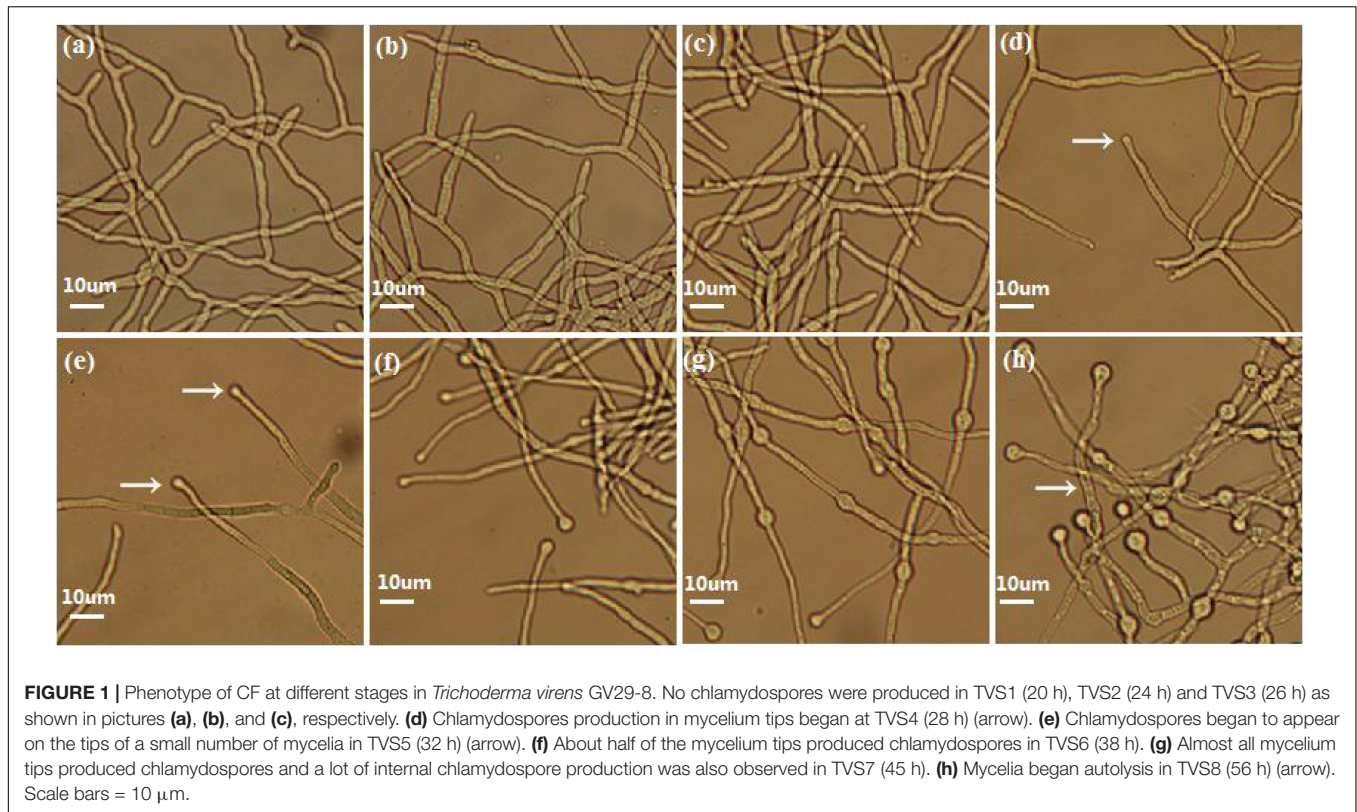 (a)
(b)
(c)
(d)
10um
10um
10um
10um
(e)
(f)
(g)
(h)
10um
10um
10um
10um
FIGURE 1 | Phenotype of CF at different stages in Trichoderma virens GV29-8. No chlamydospores were produced in TVS1 (20 h), TVS2 (24 h) and TVS3 (26 h) as
shown in pictures (a), (b), and (c), respectively. (d) Chlamydospores production in mycelium tips began at TVS4 (28 h) (arrow). (e) Chlamydospores began to appear
on the tips of a small number of mycelia in TVS5 (32 h) (arrow). (f) About half of the mycelium tips produced chlamydospores in TVS6 (38 h). (g) Almost all mycelium
tips produced chlamydospores and a lot of internal chlamydospore production was also observed in TVS7 (45 h). (h) Mycelia began autolysis in TVS8 (56 h) (arrow).
Scale bars = 10 μm.